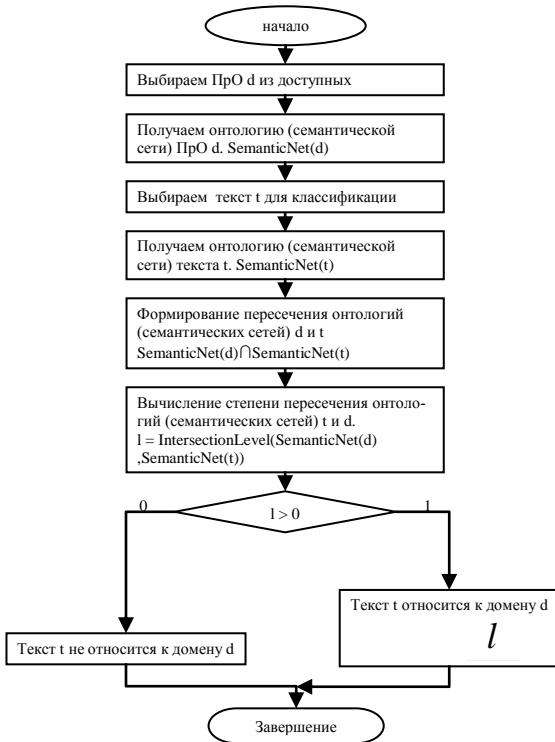 начало
Выбираем ПрО d из доступных
Получаем онтологию (семантической
сети) ПрО d. SemanticNet(d)
Выбираем текст t для классификации
Получаем онтологию (семантической
сети) текста t. SemanticNet(t)
Формирование пересечения онтологий
(семантических сетей) d и t
SemanticNet(d)∩SemanticNet(t)
Вычисление степени пересечения онтоло-
гий (семантических сетей) t и d.
l = IntersectionLevel(SemanticNet(d)
,SemanticNet(t))
0
l > 0
1
Текст t относится к домену d
l
Текст t не относится к домену d
Завершение